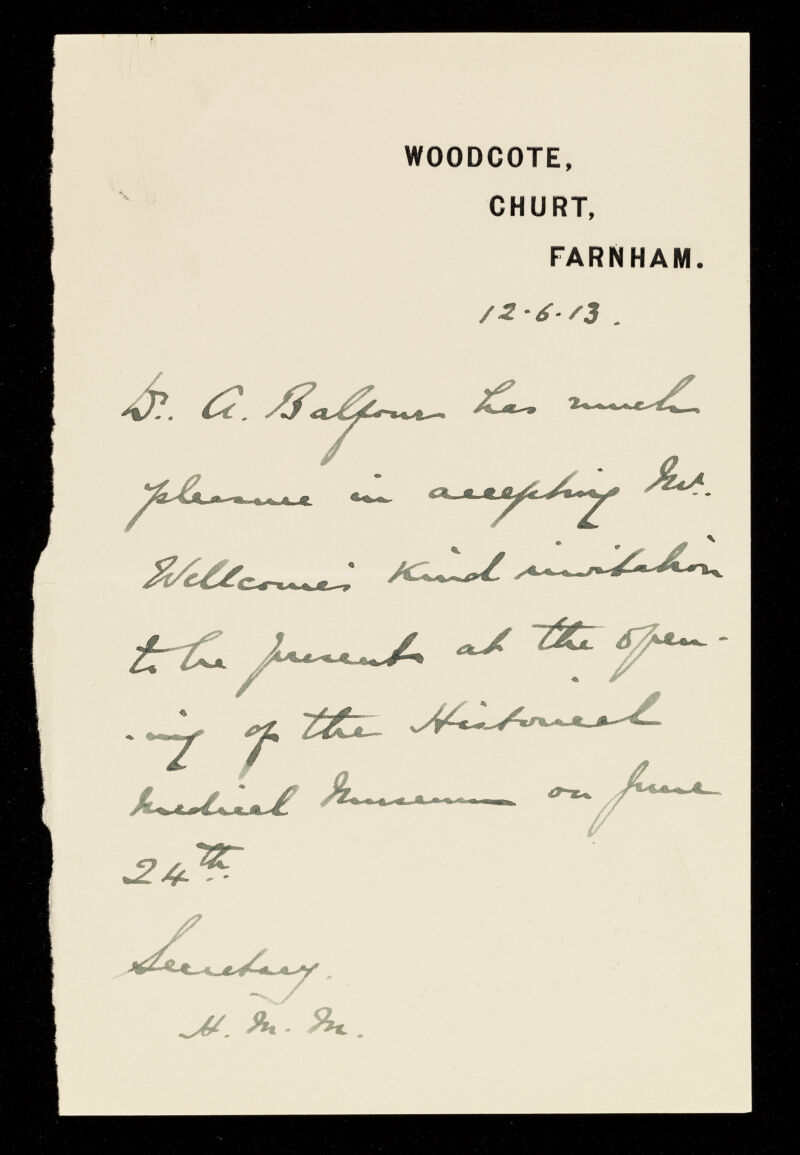 WOODCOTE,
CHURT,
FARNHAM.
12.6.13.
Dr. A. Balfour has much
pleasure in accepting Mr.
Wellcome's kind invitation
to be present at the open-
-ing of the Historical
Medical Museum on June
24th.
Secretary.
H. M. M.